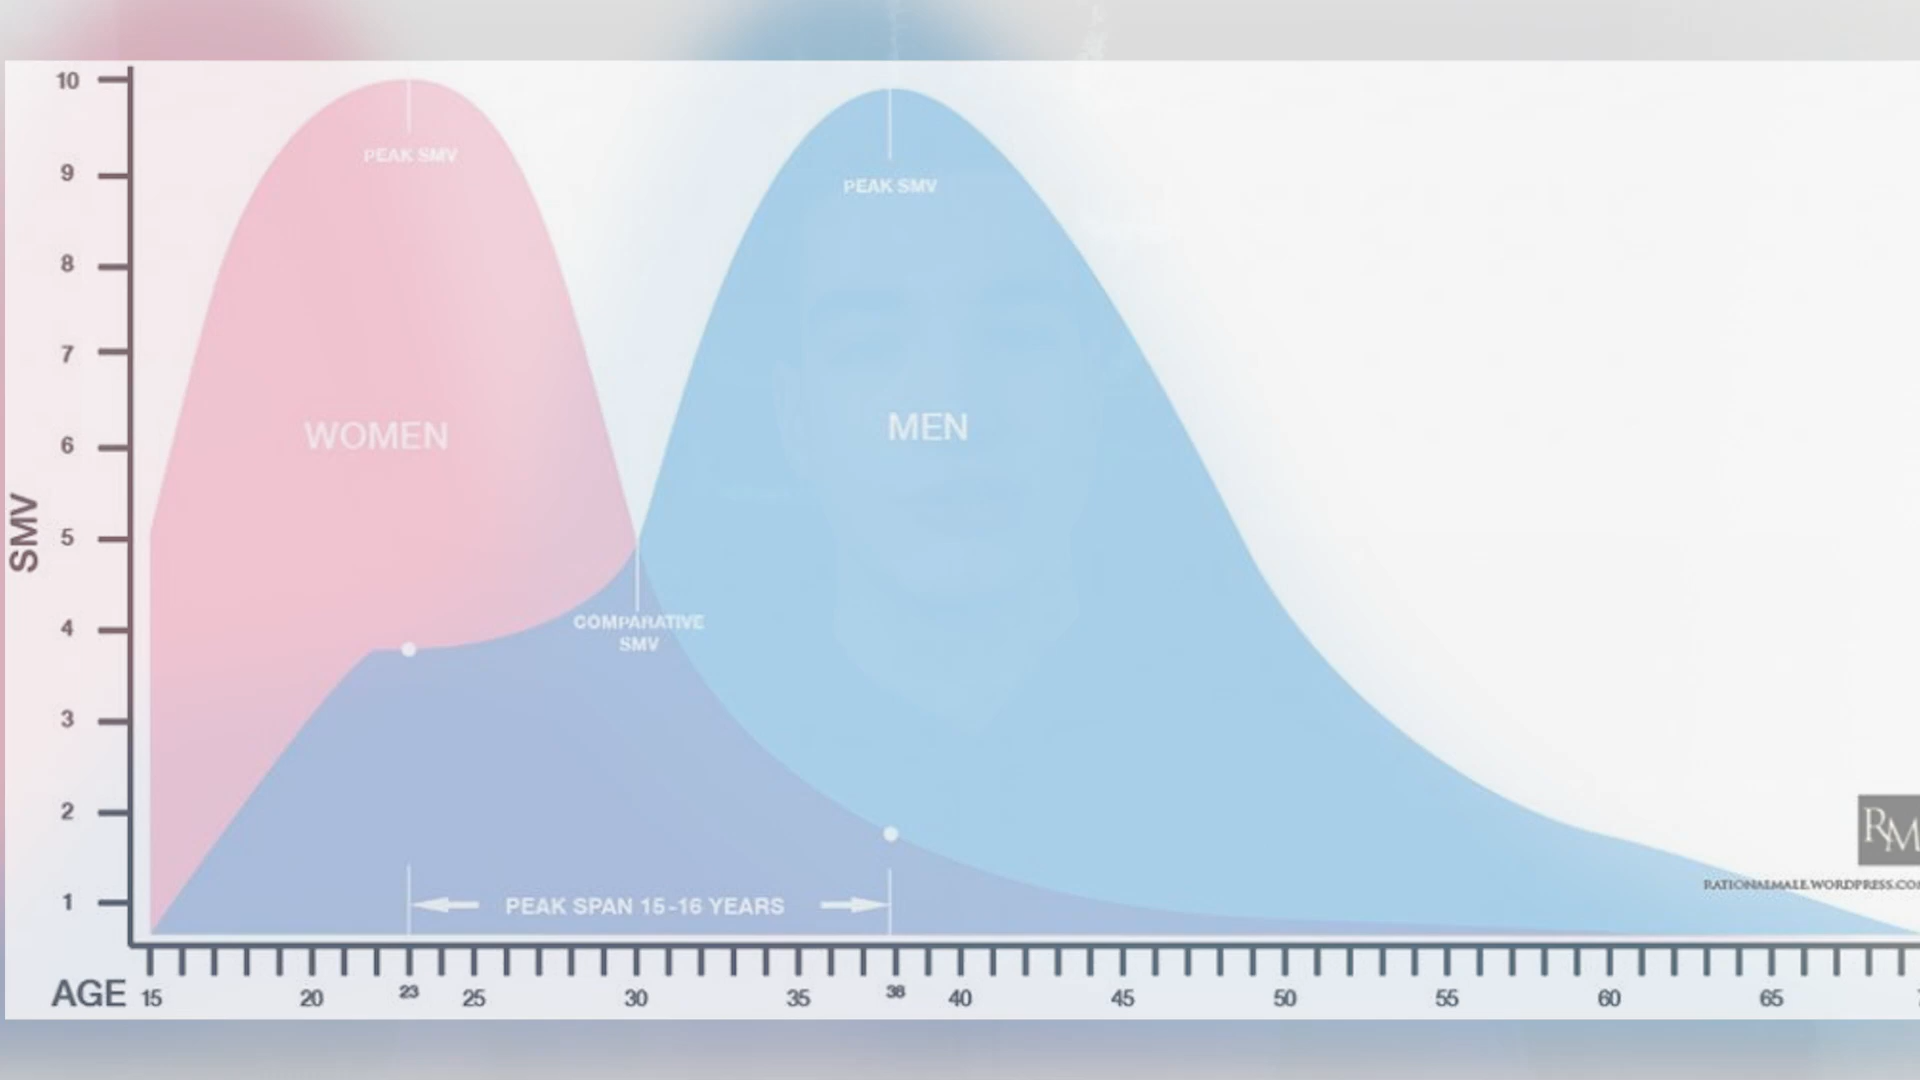 10
PEAK SMV
PEAK SMV
9
8
7
WOMEN
MEN
6
SMV
5
COMPARATIVE
SMV
4
3
2
RM
RATIONALMALE.WORDPRESS.CO
1
PEAK SPAN 15-16 YEARS
AGE 15 20 23 25 30 35 38 40 45 50 55 60 65